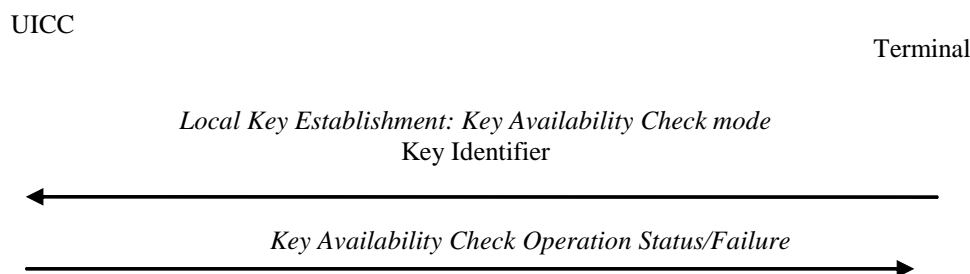 UICC
Terminal
Local Key Establishment: Key Availability Check mode
Key Identifier
Key Availability Check Operation Status/Failure